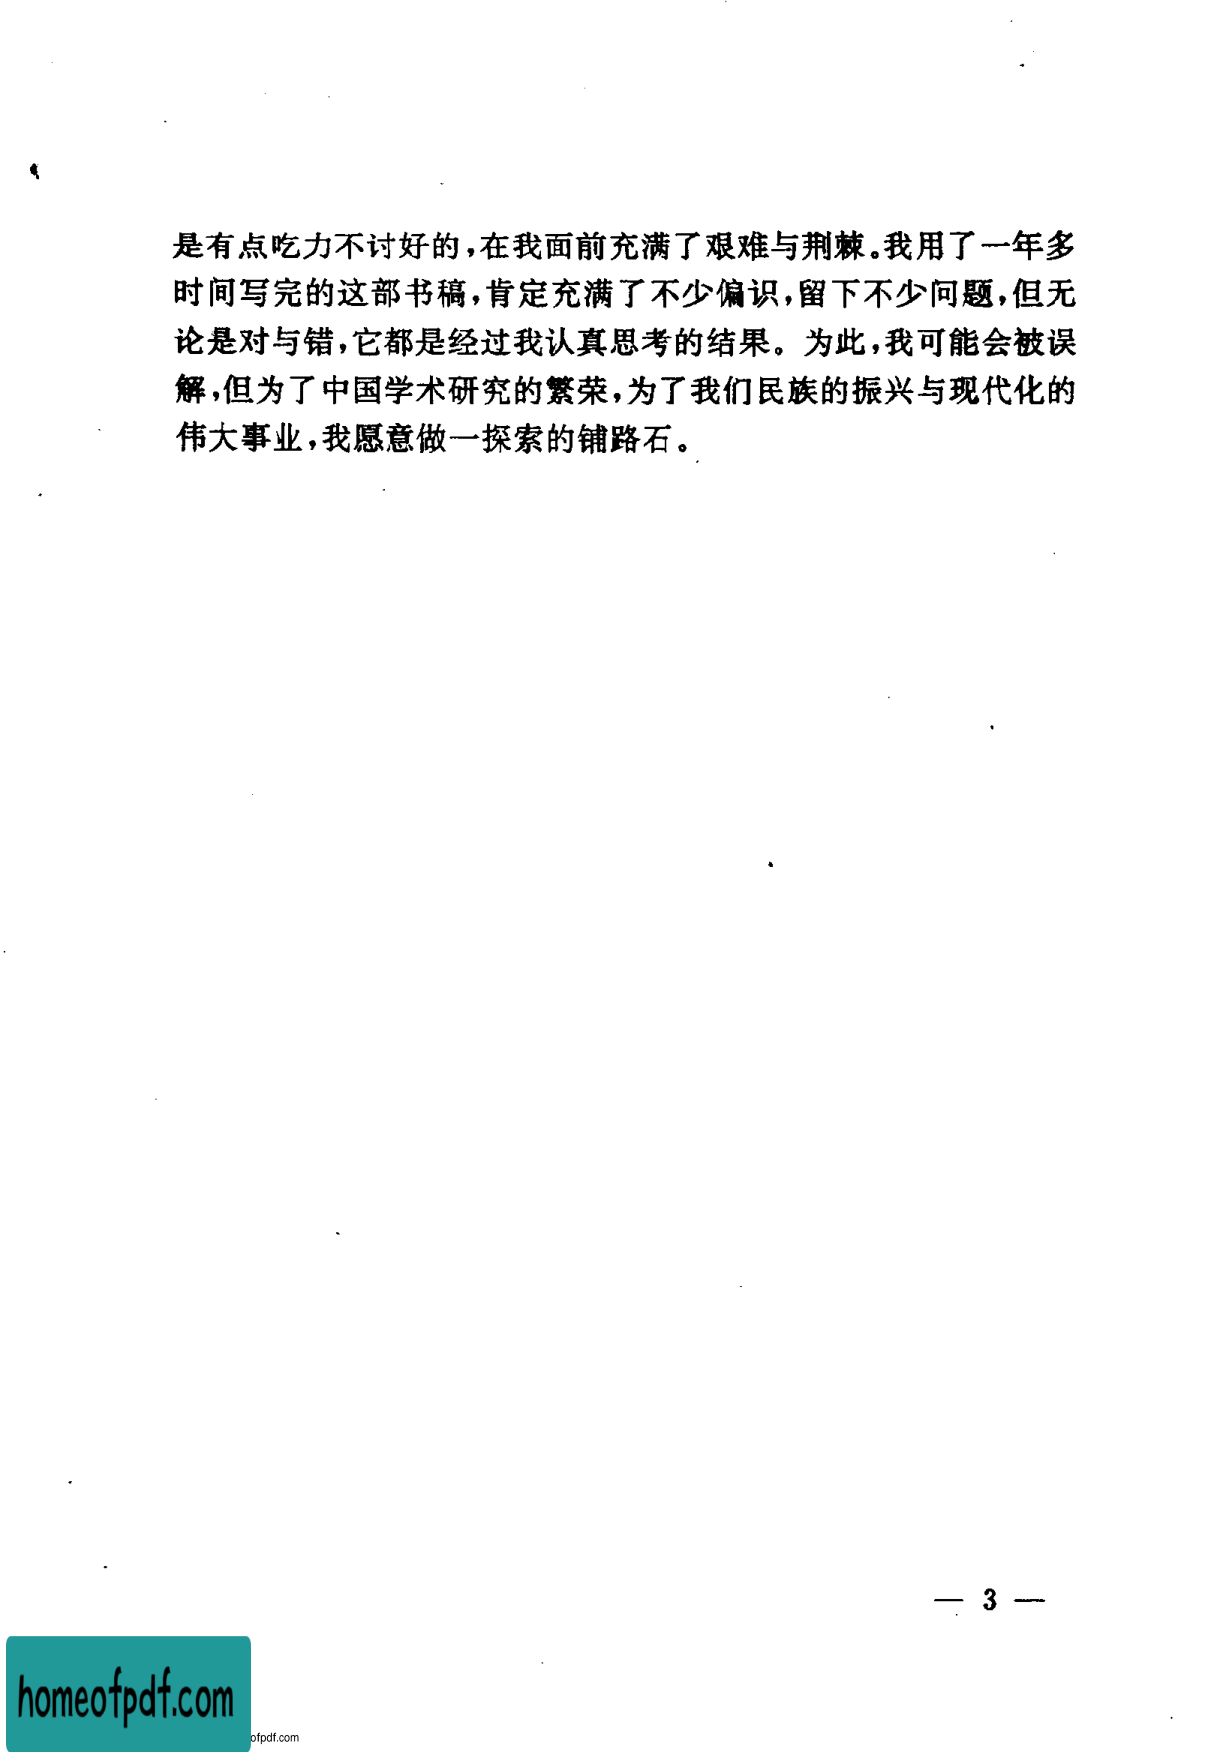 是有点吃力不讨好的,在我面前充满了艰难与荆棘。我用了一年多
时间写完的这部书稿,肯定充满了不少偏识,留下不少问题,但无
论是对与错,它都是经过我认真思考的结果。为此,我可能会被误
解,但为了中国学术研究的繁荣,为了我们民族的振兴与现代化的
伟大事业,我愿意做一探索的铺路石。
— 3 —
homeofpdf.com
ofpdf.com